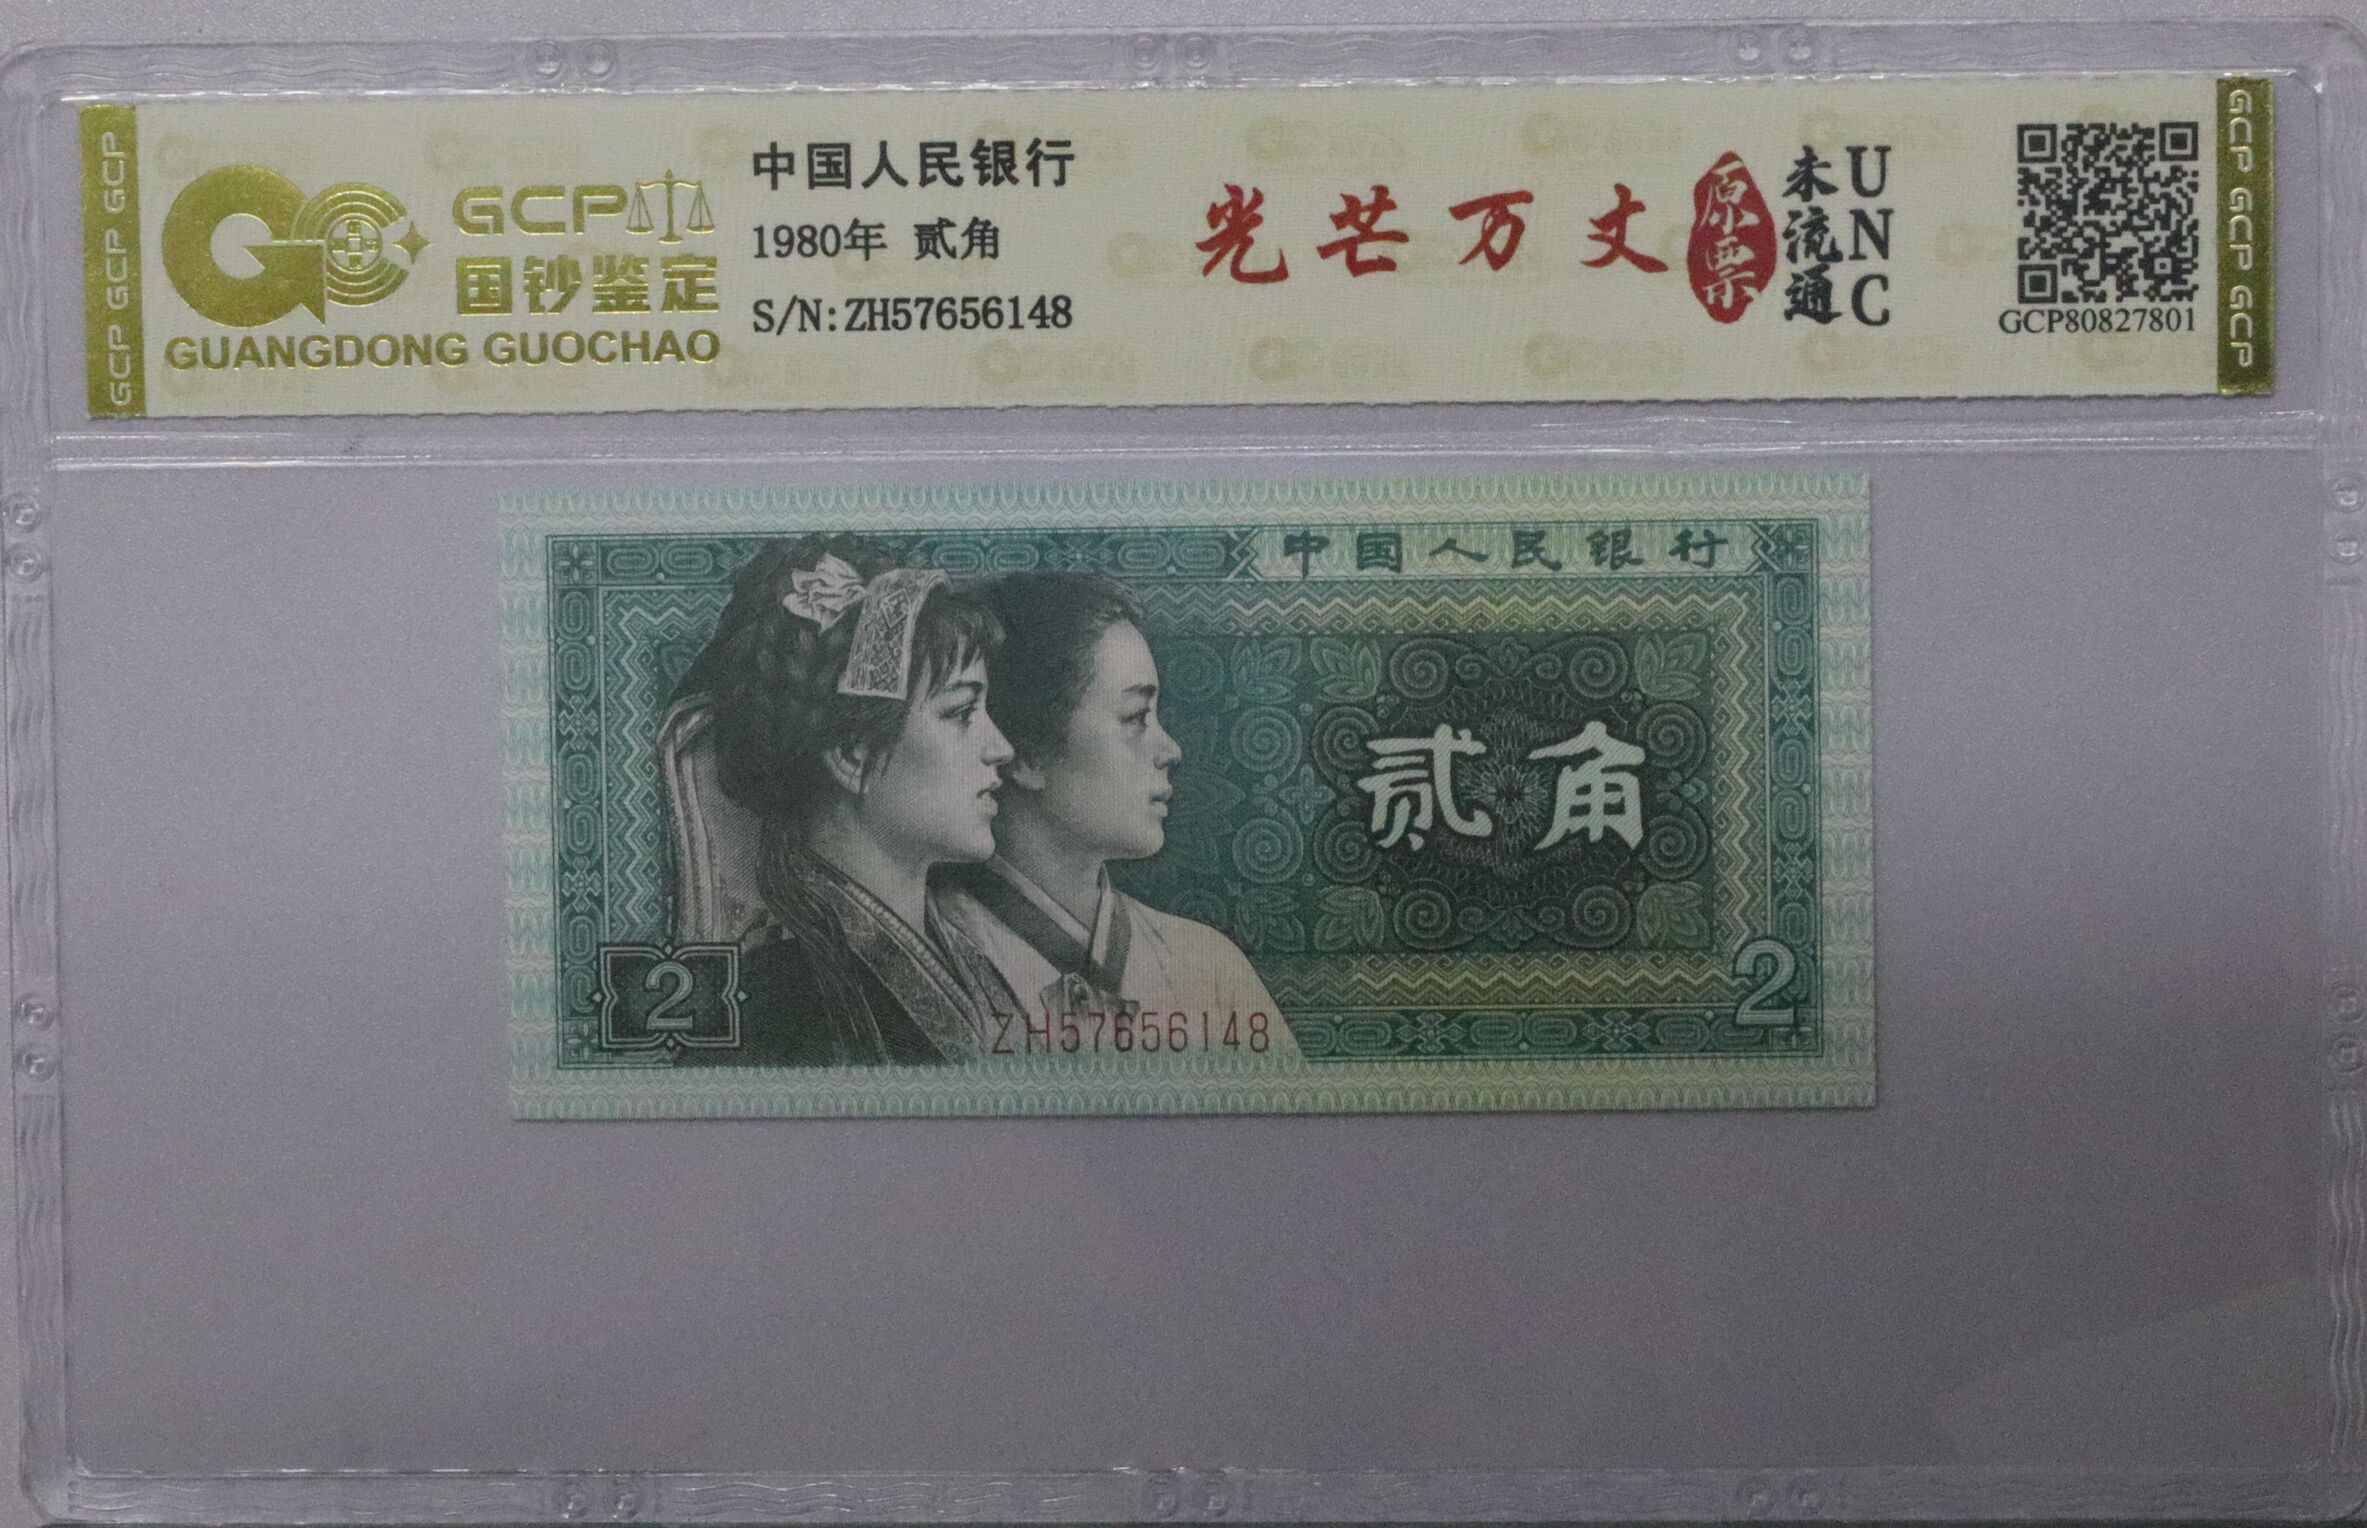 GCP GCP GCP
GCP
国钞鉴定
GUANGDONG GUOCHAO
中国人民银行
1980年 贰角
S/N:ZH57656148
光芒万丈
原票
未流通
UNC
GCP80827801
GCP GCP GCP
中国人民银行
贰角
2
2
ZH57656148